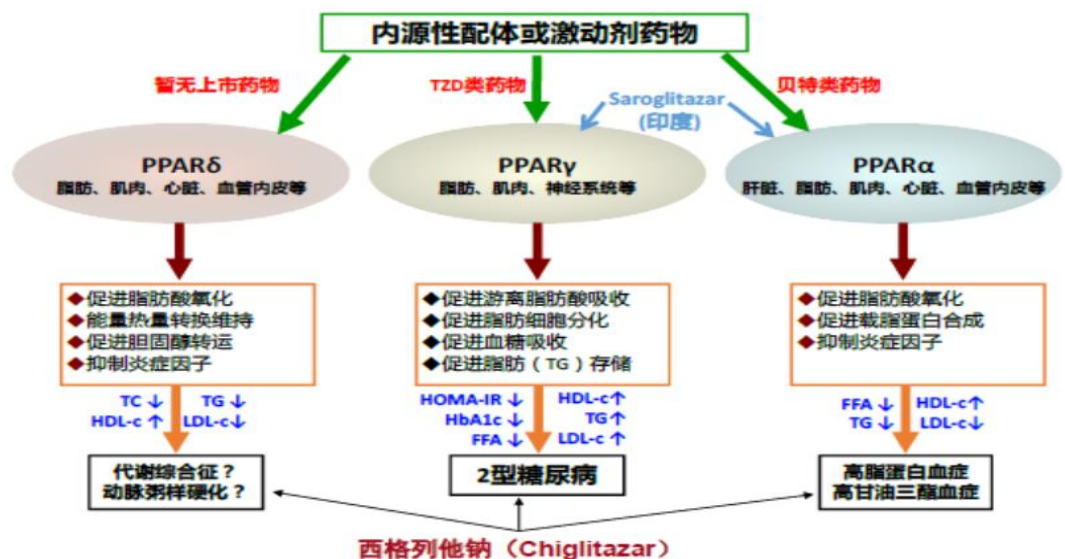 内源性配体或激动剂药物
暂无上市药物
TZD类药物
贝特类药物
Saroglitazar
(印度)
PPARδ
脂肪、肌肉、心脏、血管内皮等
PPARγ
脂肪、肌肉、神经系统等
PPARα
肝脏、脂肪、肌肉、心脏、血管内皮等
◆促进脂肪酸氧化
◆能量热量转换维持
◆促进胆固醇转运
◆抑制炎症因子
◆促进游离脂肪酸吸收
◆促进脂肪细胞分化
◆促进血糖吸收
◆促进脂肪（TG）存储
◆促进脂肪酸氧化
◆促进载脂蛋白合成
◆抑制炎症因子
TC ↓ TG ↓
HDL-c ↑ LDL-c↓
HOMA-IR ↓ HDL-c↑
HbA1c ↓ TG↑
FFA ↓ LDL-c ↑
FFA ↓ HDL-c↑
TG ↓ LDL-c↓
代谢综合征？
动脉粥样硬化？
2型糖尿病
高脂蛋白血症
高甘油三酯血症
西格列他钠（Chiglitazar）